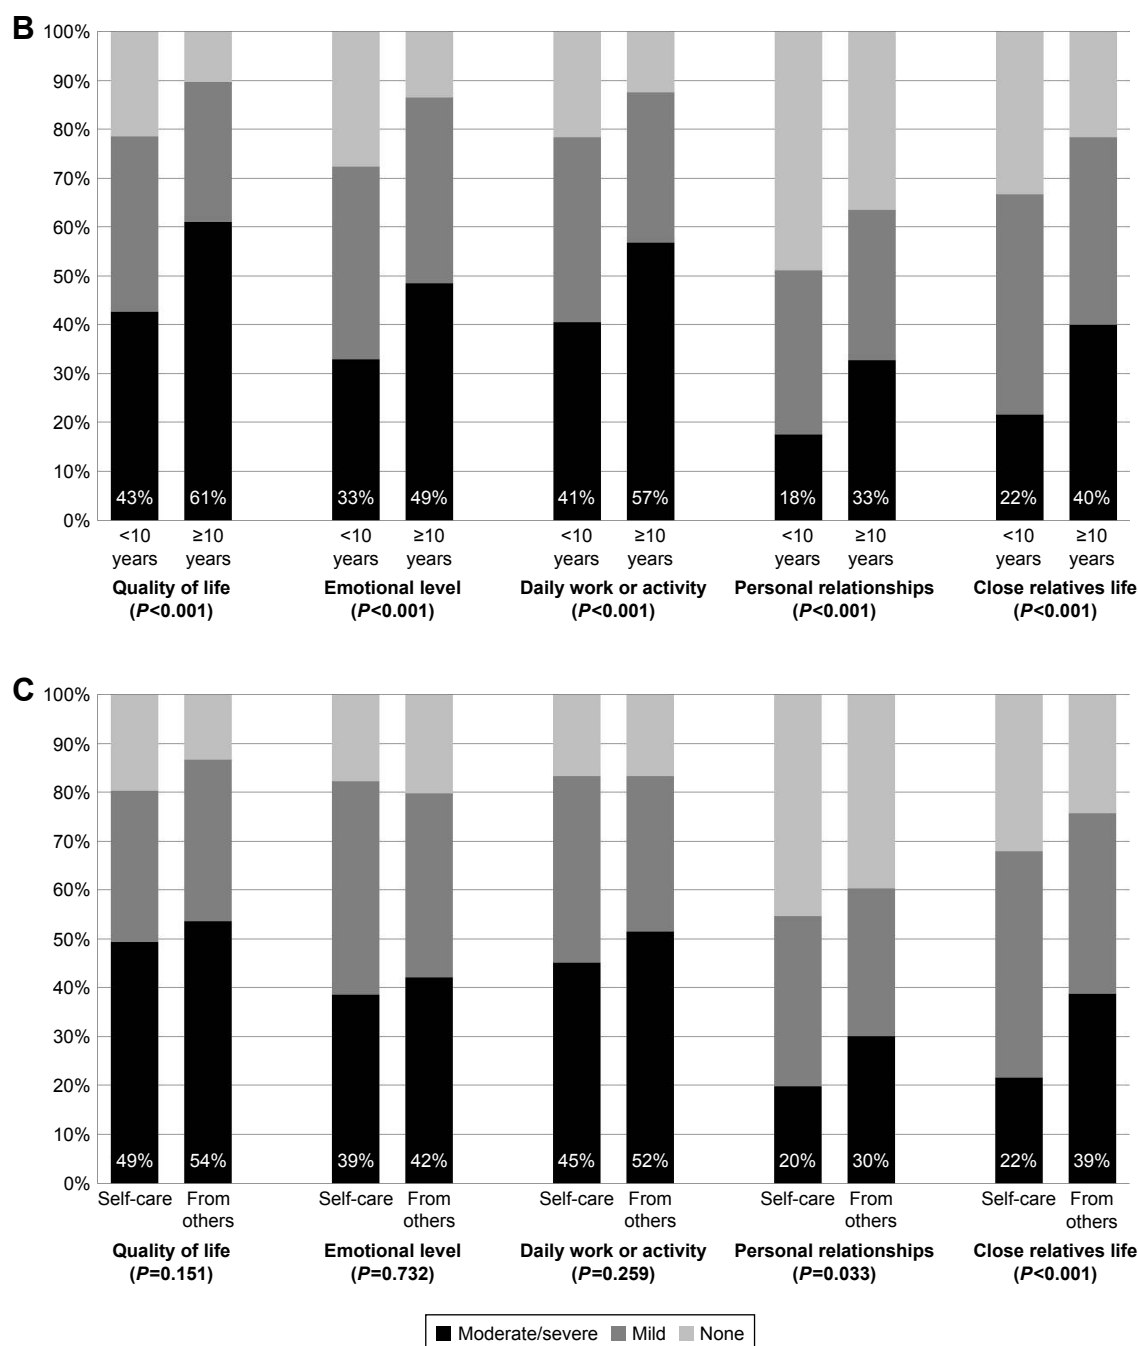 B
100%
90%
80%
70%
60%
50%
40%
30%
20%
10%
0%
43% 61% 33% 49% 41% 57% 18% 33% 22% 40%
<10 ≥10 <10 ≥10 <10 ≥10 <10 ≥10 <10 ≥10
years years years years years years years years years years
Quality of life Emotional level Daily work or activity Personal relationships Close relatives life
(P<0.001) (P<0.001) (P<0.001) (P<0.001) (P<0.001)
C
100%
90%
80%
70%
60%
50%
40%
30%
20%
10%
0%
49% 54% 39% 42% 45% 52% 20% 30% 22% 39%
Self-care From Self-care From Self-care From Self-care From Self-care From
others others others others others
Quality of life Emotional level Daily work or activity Personal relationships Close relatives life
(P=0.151) (P=0.732) (P=0.259) (P=0.033) (P<0.001)
Moderate/severe Mild None